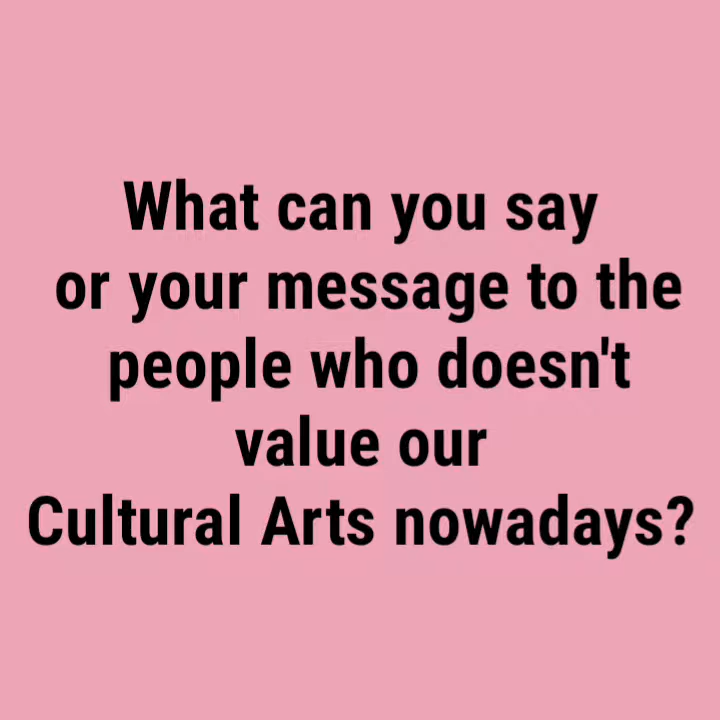 What can you say
or your message to the
people who doesn't
value our
Cultural Arts nowadays?